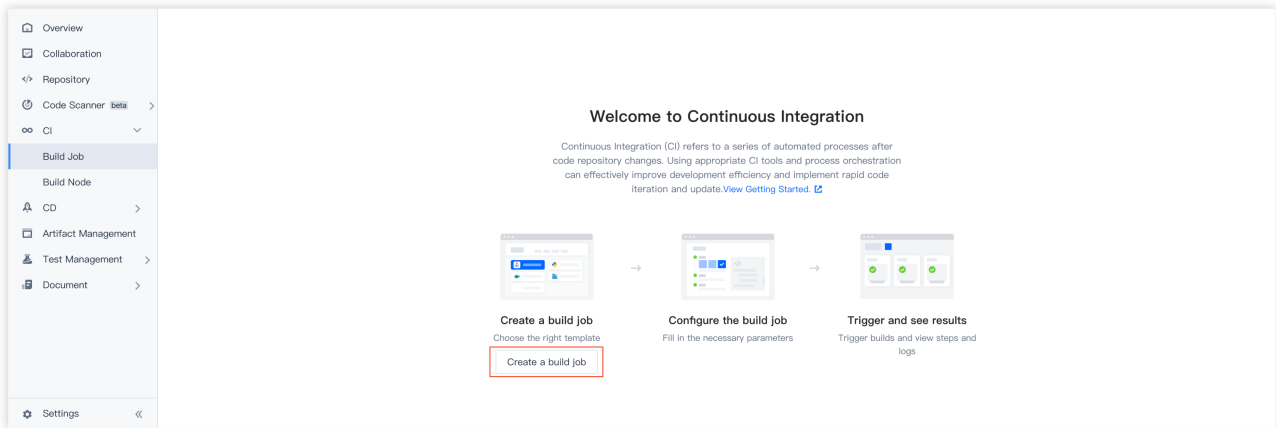 Overview
Collaboration
Repository
Code Scanner beta
CI
Build Job
Build Node
CD
Artifact Management
Test Management
Document
Settings
Welcome to Continuous Integration
Continuous Integration (CI) refers to a series of automated processes after
code repository changes. Using appropriate CI tools and process orchestration
can effectively improve development efficiency and implement rapid code
iteration and update.View Getting Started.
Create a build job
Choose the right template
Create a build job
Configure the build job
Fill in the necessary parameters
Trigger and see results
Trigger builds and view steps and
logs